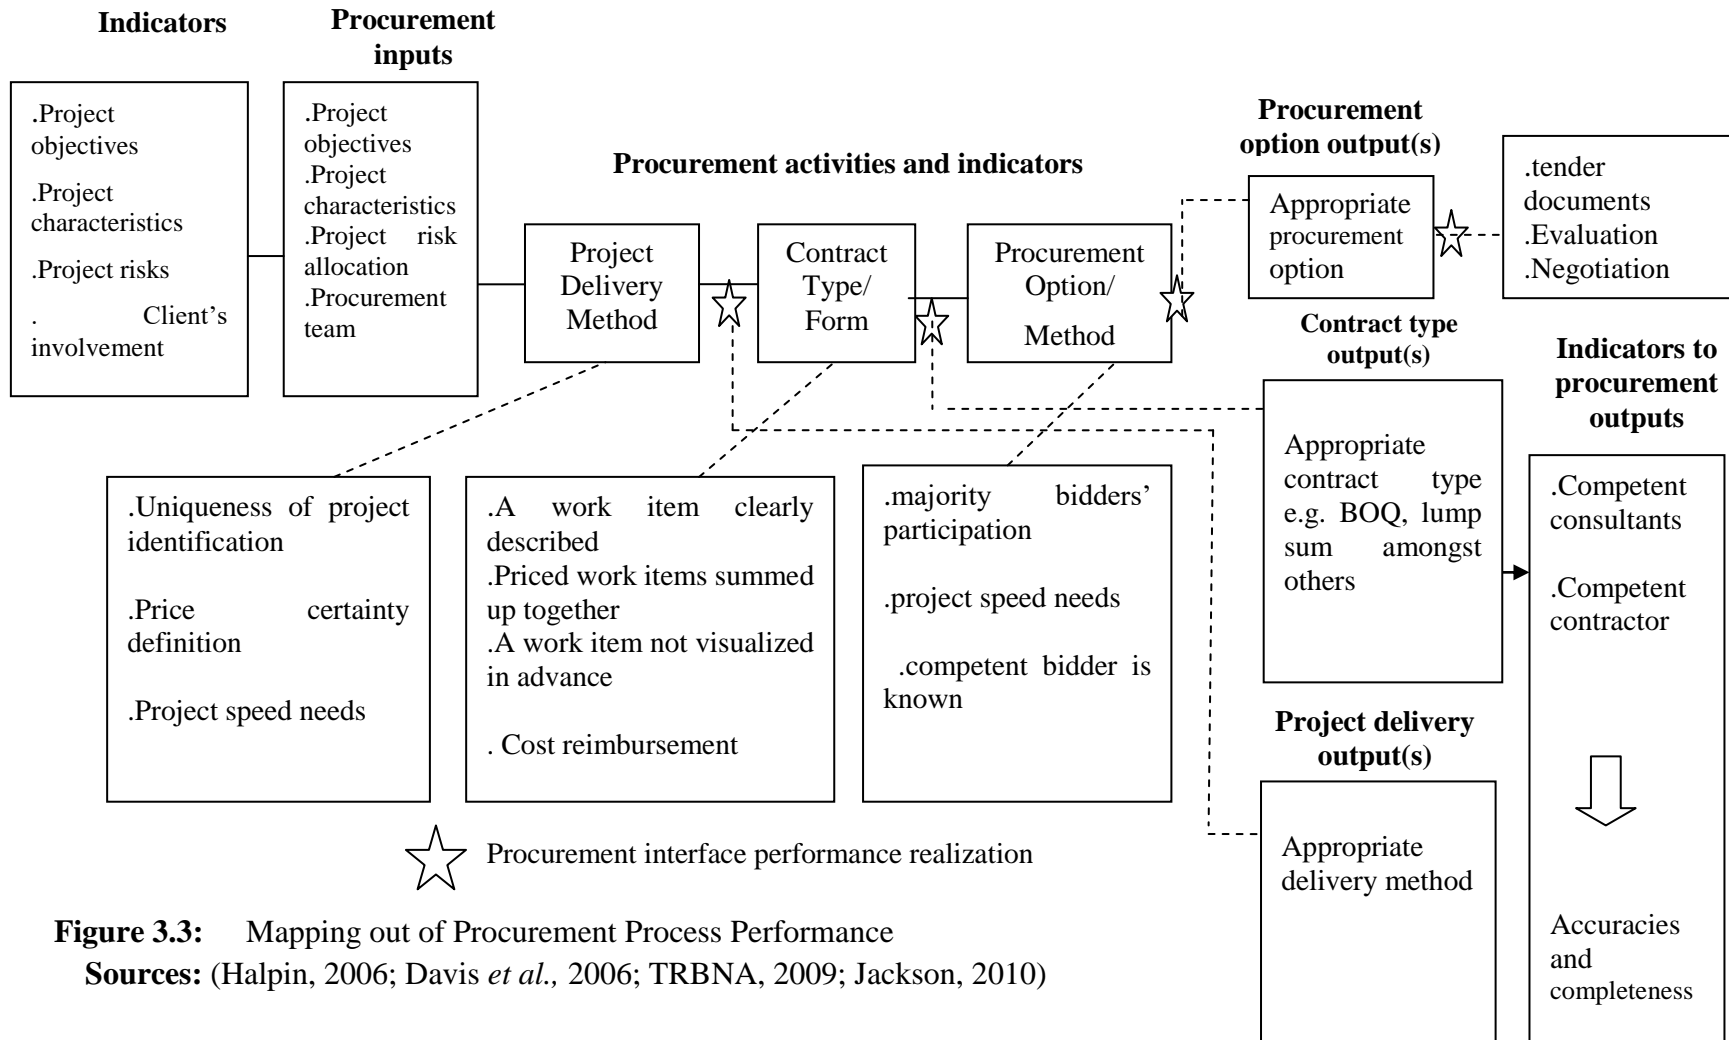 Indicators
Procurement
inputs
.Project
objectives
.Project
characteristics
.Project risks
. Client's
involvement
.Project
objectives
.Project
characteristics
.Project risk
allocation
.Procurement
team
Procurement activities and indicators
Project
Delivery
Method
Contract
Type/
Form
Procurement
Option/
Method
Procurement
option output(s)
Appropriate
procurement
option
.tender
documents
.Evaluation
.Negotiation
Contract type
output(s)
Appropriate
contract type
e.g. BOQ, lump
sum amongst
others
Indicators to
procurement
outputs
.Competent
consultants
.Competent
contractor
Accuracies
and
completeness
.Uniqueness of project
identification
.Price certainty
definition
.Project speed needs
.A work item clearly
described
.Priced work items summed
up together
.A work item not visualized
in advance
. Cost reimbursement
.majority bidders’
participation
.project speed needs
.competent bidder is
known
Project delivery
output(s)
Appropriate
delivery method
Procurement interface performance realization
Figure 3.3: Mapping out of Procurement Process Performance
Sources: (Halpin, 2006; Davis et al., 2006; TRBNA, 2009; Jackson, 2010)